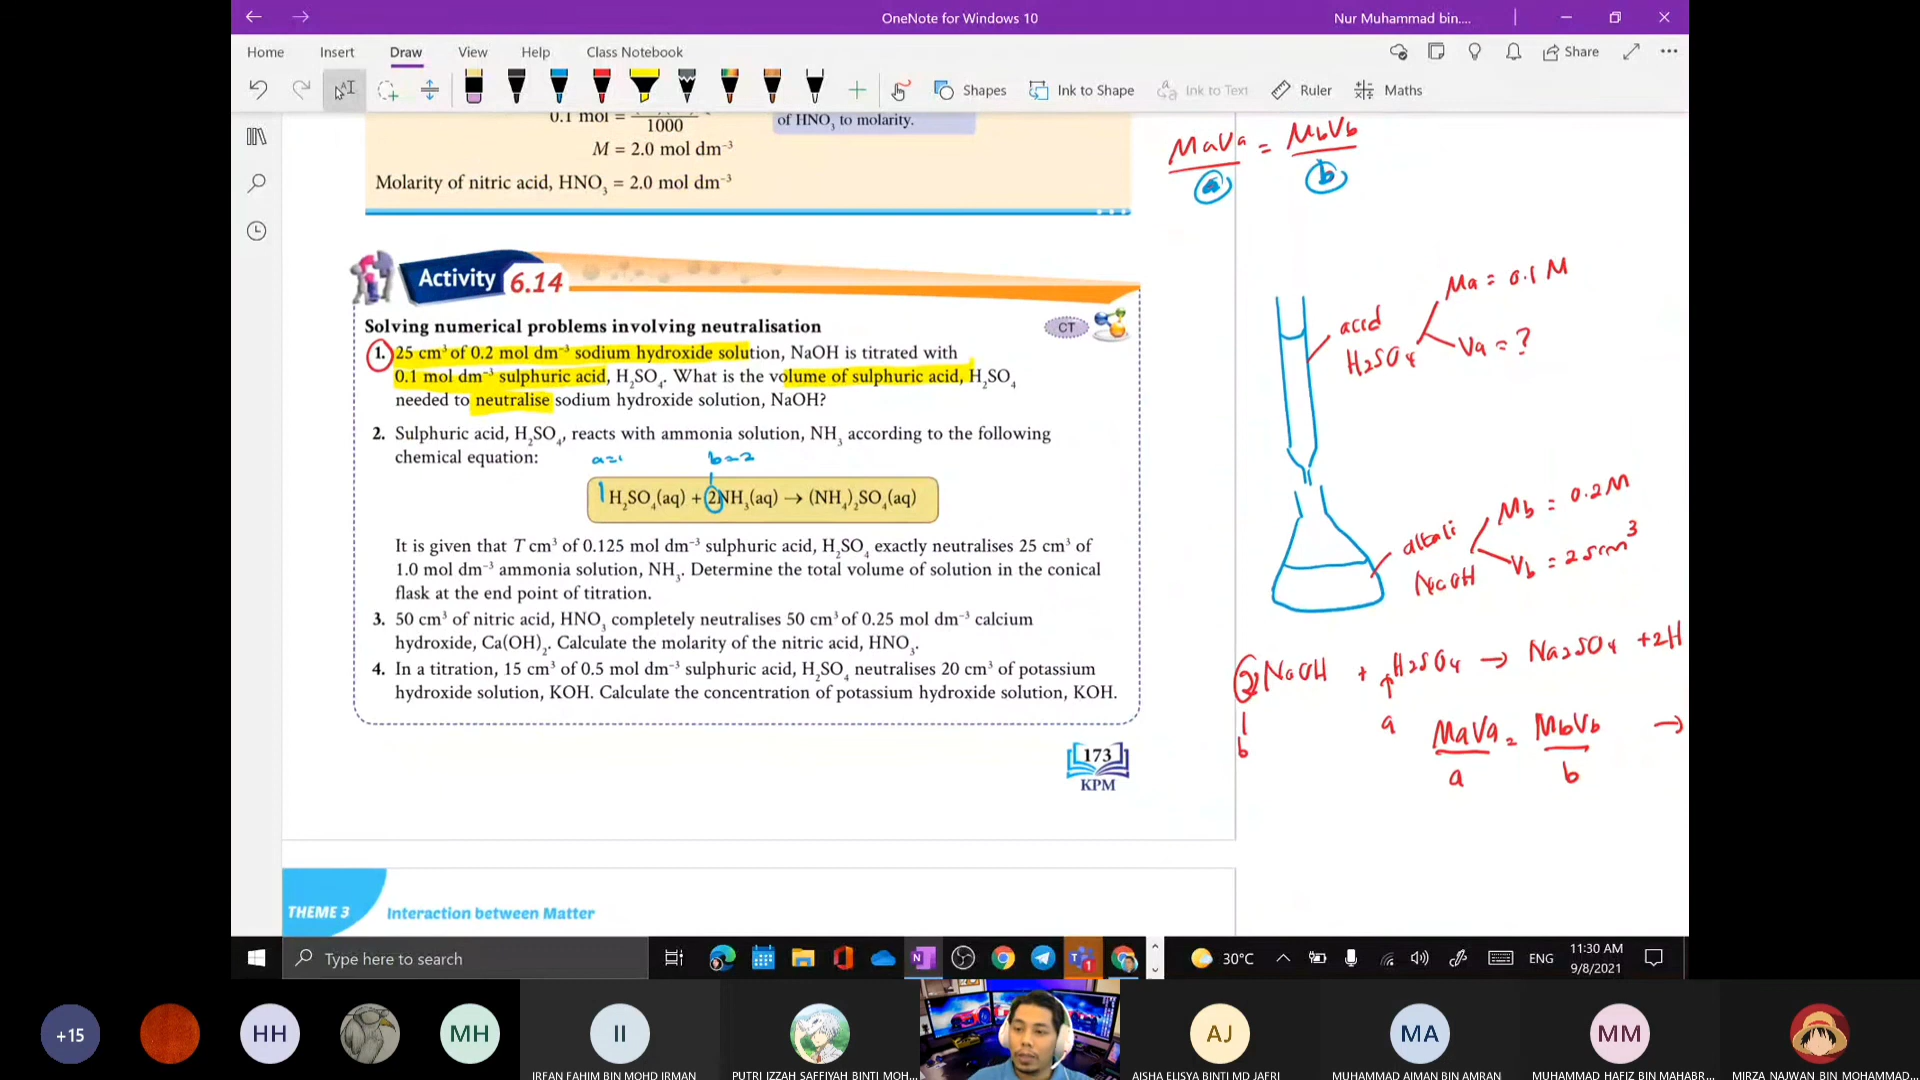 OneNote for Windows 10
Nur Muhammad bin....
Home Insert Draw View Help Class Notebook
Share
Shapes Ink to Shape Ink to Text Ruler Maths
0.1 mol =
1000
of HNO₃ to molarity.
M = 2.0 mol dm⁻³
Molarity of nitric acid, HNO₃ = 2.0 mol dm⁻³
MaVa = MbVb
a b
Activity 6.14
Solving numerical problems involving neutralisation
CT
1. 25 cm³ of 0.2 mol dm⁻³ sodium hydroxide solution, NaOH is titrated with
0.1 mol dm⁻³ sulphuric acid, H₂SO₄. What is the volume of sulphuric acid, H₂SO₄
needed to neutralise sodium hydroxide solution, NaOH?
2. Sulphuric acid, H₂SO₄, reacts with ammonia solution, NH₃ according to the following
chemical equation:
a=1 b=2
1 H₂SO₄(aq) + 2NH₃(aq) → (NH₄)₂SO₄(aq)
It is given that T cm³ of 0.125 mol dm⁻³ sulphuric acid, H₂SO₄ exactly neutralises 25 cm³ of
1.0 mol dm⁻³ ammonia solution, NH₃. Determine the total volume of solution in the conical
flask at the end point of titration.
3. 50 cm³ of nitric acid, HNO₃ completely neutralises 50 cm³ of 0.25 mol dm⁻³ calcium
hydroxide, Ca(OH)₂. Calculate the molarity of the nitric acid, HNO₃.
4. In a titration, 15 cm³ of 0.5 mol dm⁻³ sulphuric acid, H₂SO₄ neutralises 20 cm³ of potassium
hydroxide solution, KOH. Calculate the concentration of potassium hydroxide solution, KOH.
173
KPM
acid
H₂SO₄
Ma = 0.1 M
Va = ?
alkali
NaOH
Mb = 0.2 M
Vb = 25cm³
2 NaOH + H₂SO₄ → Na₂SO₄ + 2H
b a
MaVa = MbVb →
a b
THEME 3 Interaction between Matter
Type here to search
30°C
ENG
11:30 AM
9/8/2021
+15
HH
MH
II
AJ
MA
MM
IRFAN FAHIM BIN MOHD IRMAN
PUTRI IZZAH SAFFIYAH BINTI MOH...
AISHA ELISYA BINTI MD JAFRI
MUHAMMAD AIMAN BIN AMRAN
MUHAMMAD HAFIZ BIN MAHABR...
MIRZA NAJWAN BIN MOHAMMAD...